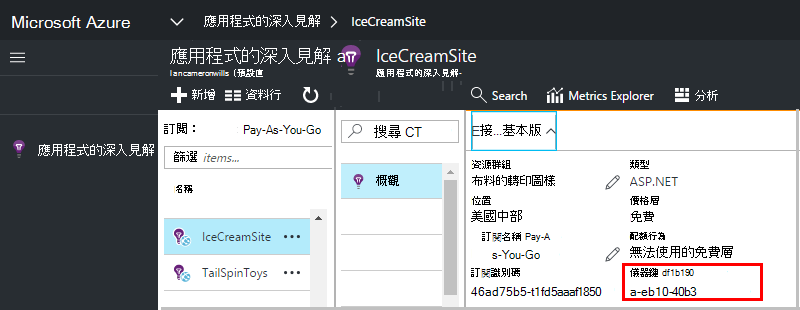 Microsoft Azure
應用程式的深入見解 > IceCreamSite
應用程式的深入見解 a
Iancameronwills (預設值
IceCreamSite
應用程式的深入見解-
新增
資料行
Search
Metrics Explorer
分析
應用程式的深入見解
訂閱：
Pay-As-You-Go
篩選 items...
名稱
IceCreamSite
TailSpinToys
搜尋 CT
概觀
E接...基本版
資源群組
布料的轉印圖樣
位置
美國中部
訂閱名稱 Pay-A
s-You-Go
訂閱識別碼
46ad75b5-t1fd5aaaf1850
類型
ASP.NET
價格層
免費
配額行為
無法使用的免費層
儀器鍵 df1b190
a-eb10-40b3